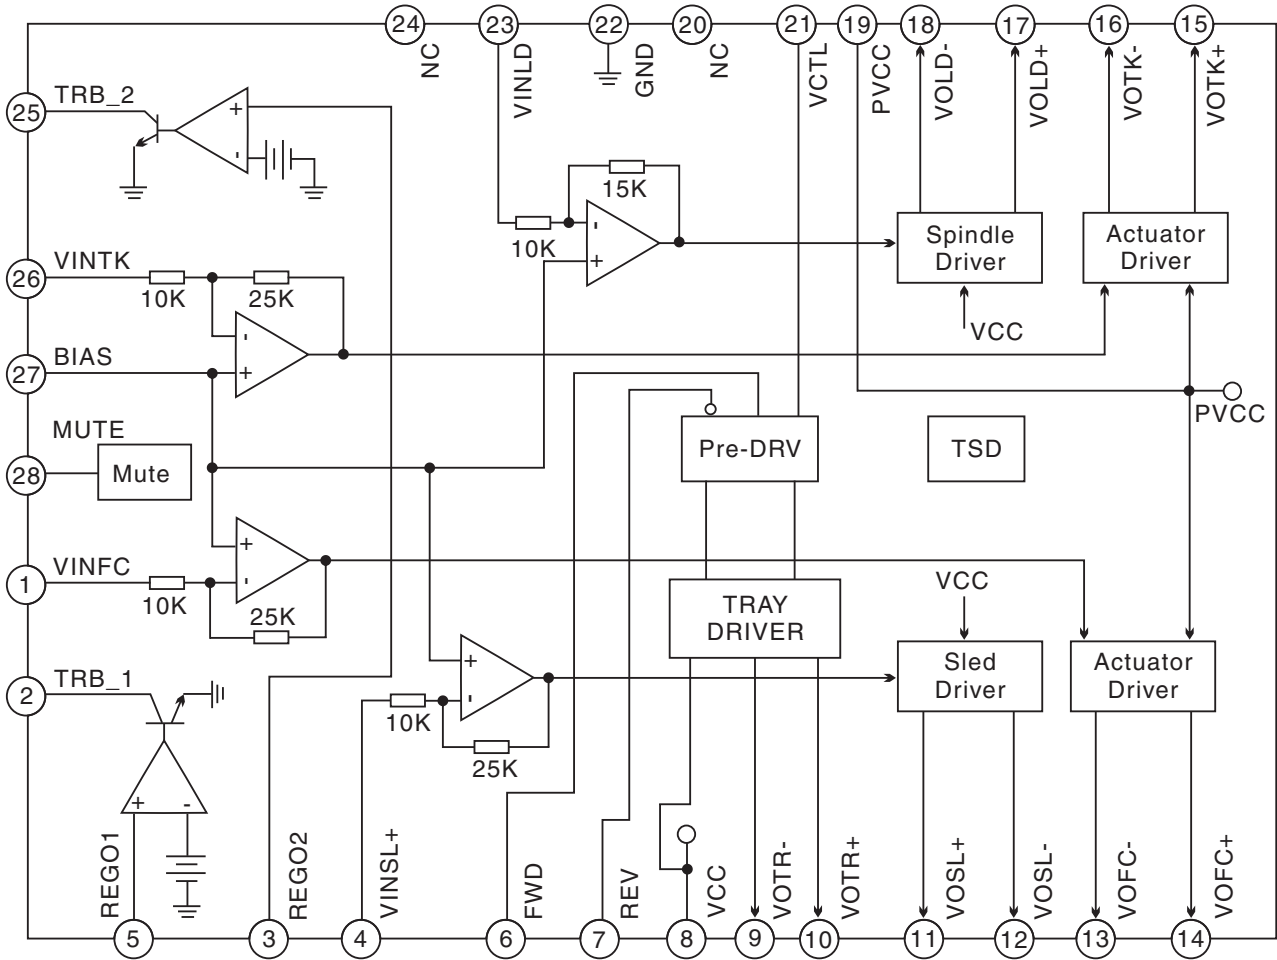 24 23 22 20 21 19 18 17 16 15
NC VINLD GND NC VCTL PVCC VOLD- VOLD+ VOTK- VOTK+
25 TRB_2
+
-
15K
10K
-
+
Spindle
Driver
Actuator
Driver
26 VINTK
10K 25K
-
+
VCC
27 BIAS
PVCC
MUTE
28 Mute
Pre-DRV
TSD
+
-
1 VINFC
10K
25K
VCC
TRAY
DRIVER
2 TRB_1
+
-
10K
25K
Sled
Driver
Actuator
Driver
+ -
REGO1 REGO2 VINSL+ FWD REV VCC VOTR- VOTR+ VOSL+ VOSL- VOFC- VOFC+
5 3 4 6 7 8 9 10 11 12 13 14